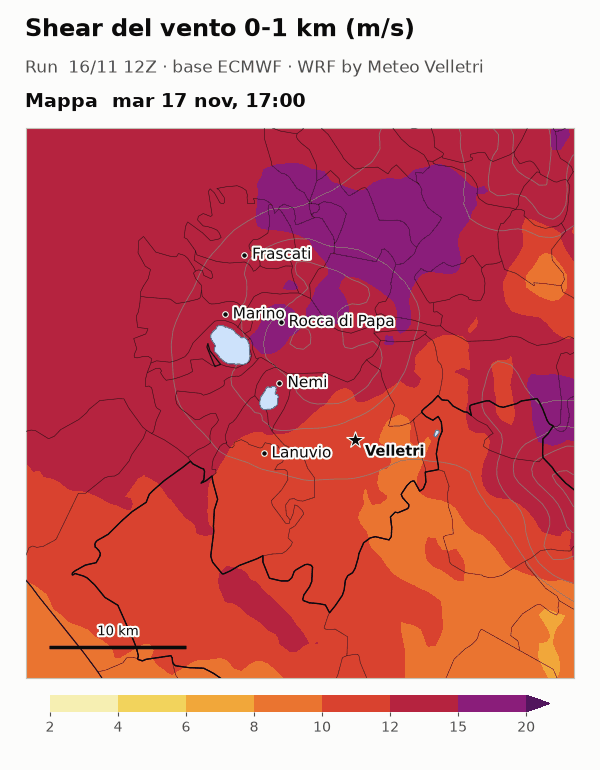 Shear del vento 0-1 km (m/s)
Run  16/11 12Z · base ECMWF · WRF by Meteo Velletri
Mappa  mar 17 nov, 17:00
Frascati
Marino
Rocca di Papa
Nemi
Velletri
Lanuvio
10 km
2 4 6 8 10 12 15 20